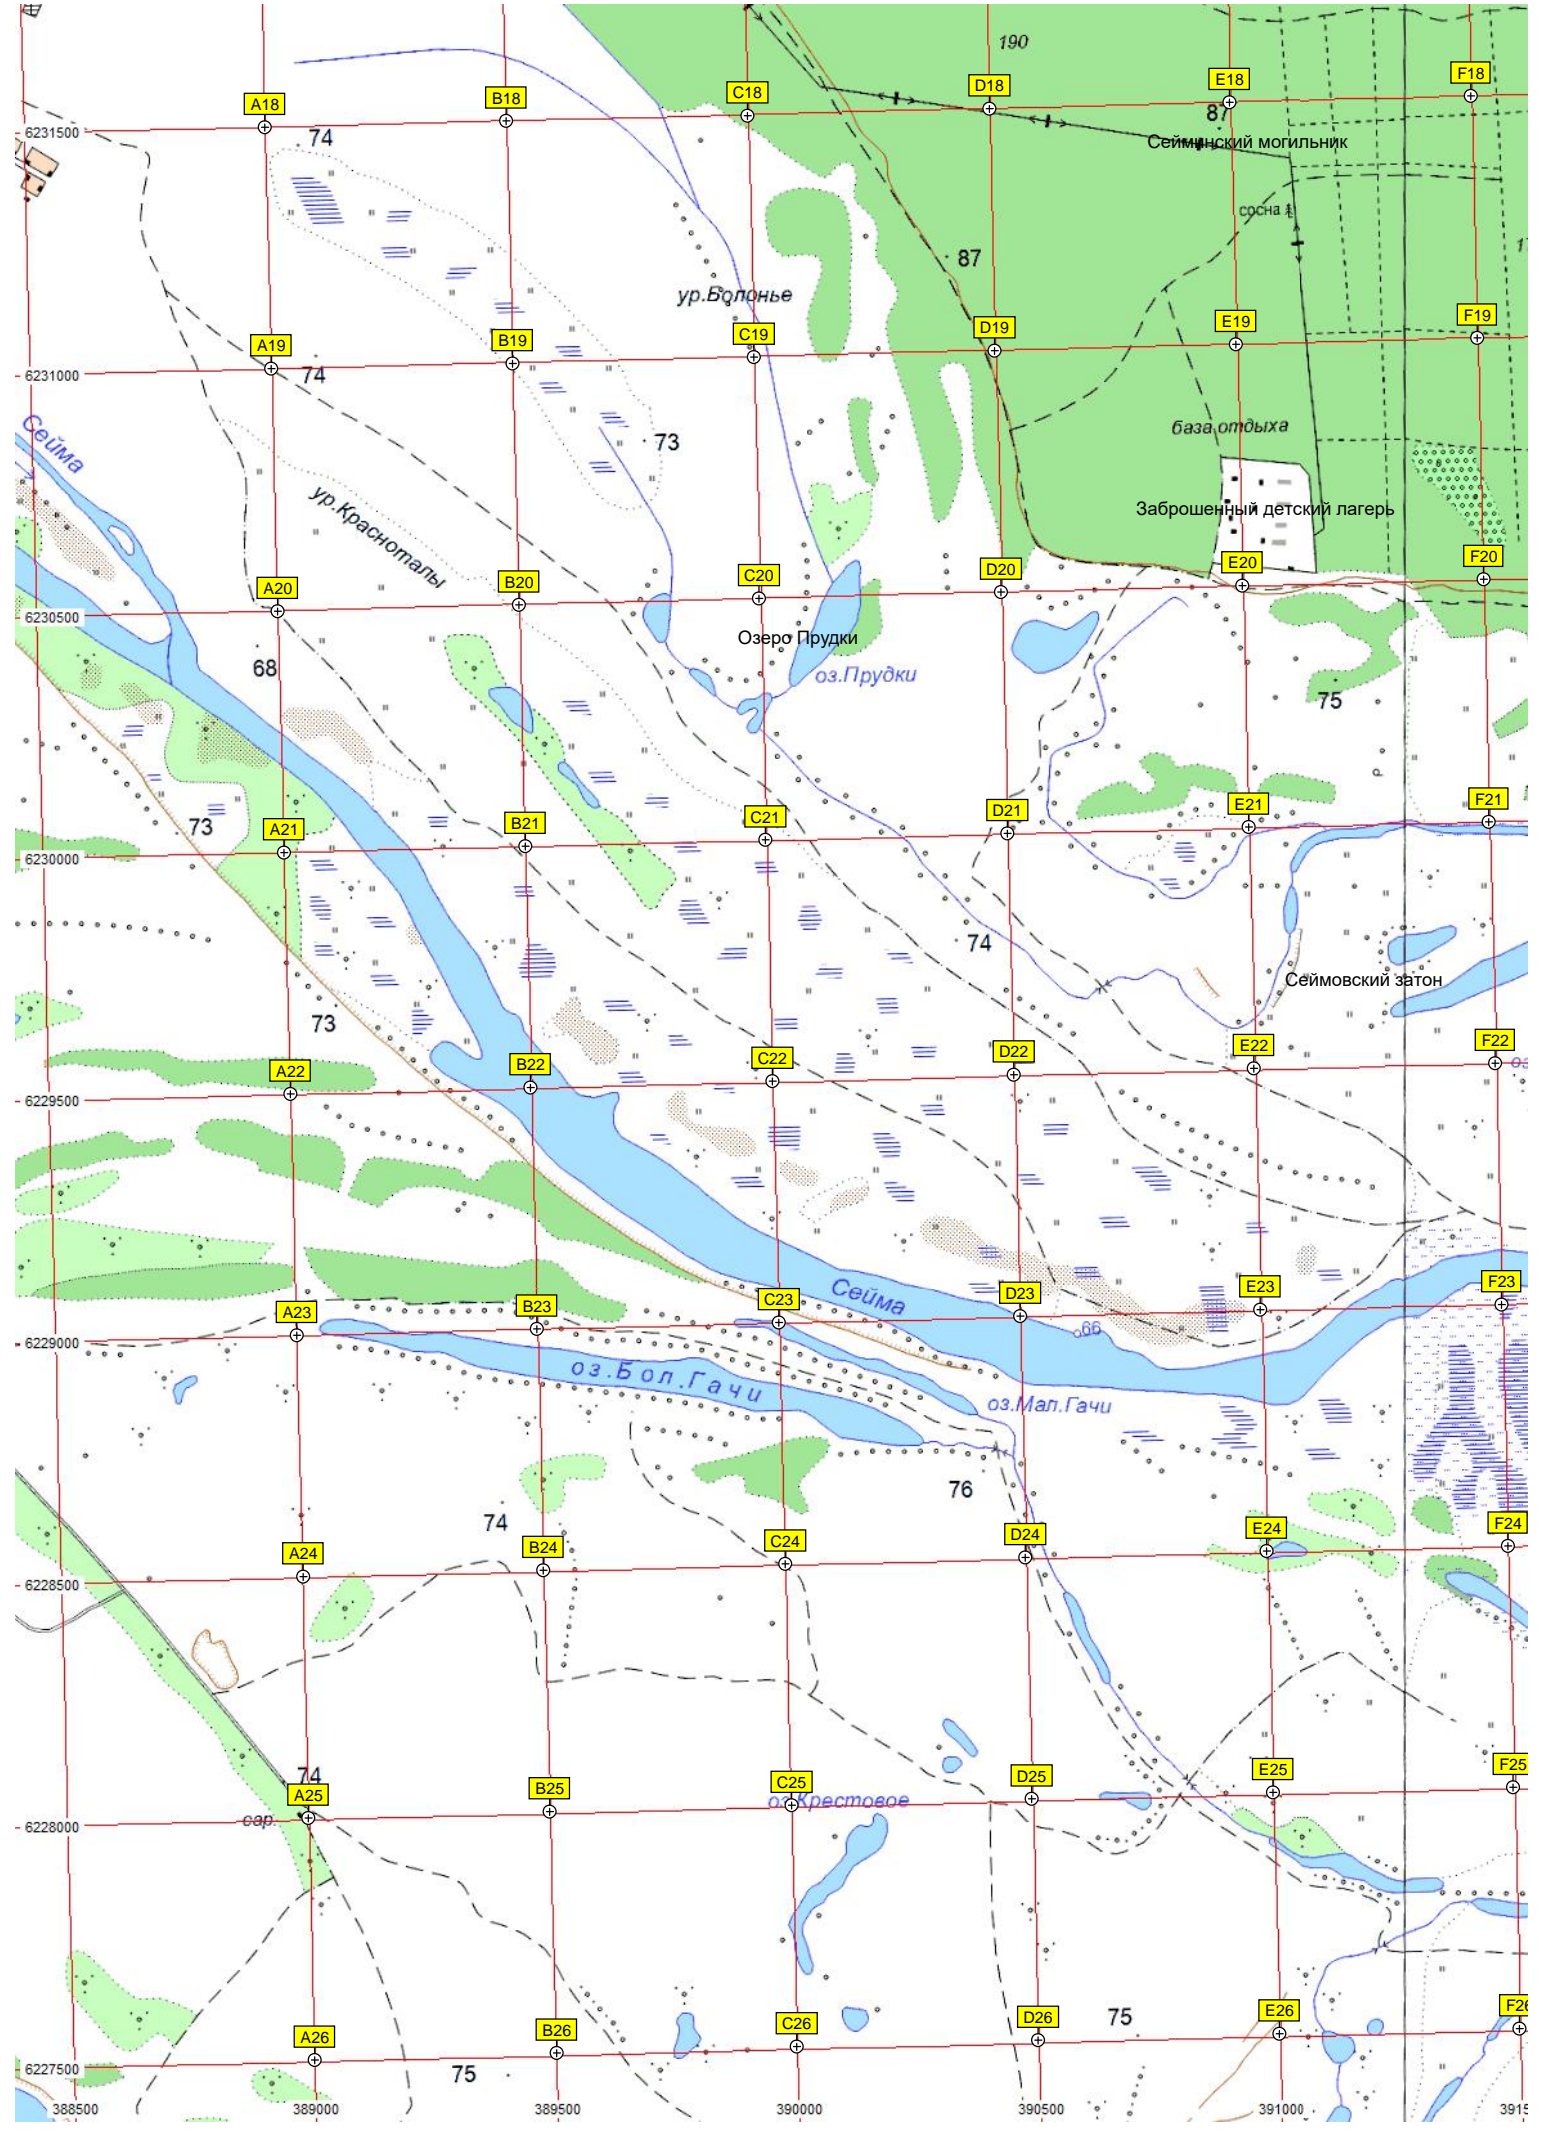 190
A18
B18
C18
D18
E18
F18
87
6231500
74
Сейминский могильник
сосна
87
ур.Болонье
A19
B19
C19
D19
E19
F19
6231000
74
Сейма
73
база отдыха
ур.Красноталы
Заброшенный детский лагерь
A20
B20
C20
D20
E20
F20
6230500
68
Озеро Прудки
оз.Прудки
75
р
A21
B21
C21
D21
E21
F21
73
6230000
74
Сеймовский затон
73
A22
B22
C22
D22
E22
F22
оз
6229500
A23
B23
C23
D23
E23
F23
Сейма
66
6229000
оз.Бол.Гачи
оз.Мал.Гачи
76
74
A24
B24
C24
D24
E24
F24
6228500
74
A25
B25
C25
D25
E25
F25
оз.Крестовое
сар.
6228000
A26
B26
C26
D26
E26
F26
75
6227500
75
388500
389000
389500
390000
390500
391000
3915